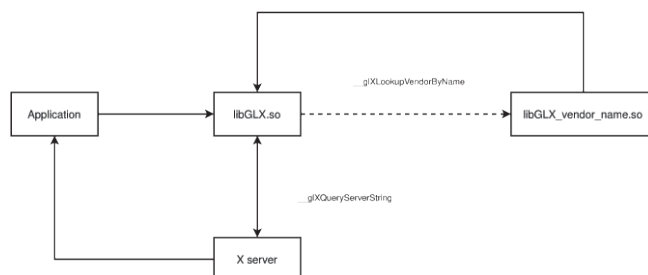 __glXLookupVendorByName
Application
libGLX.so
libGLX_vendor_name.so
__glXQueryServerString
X server